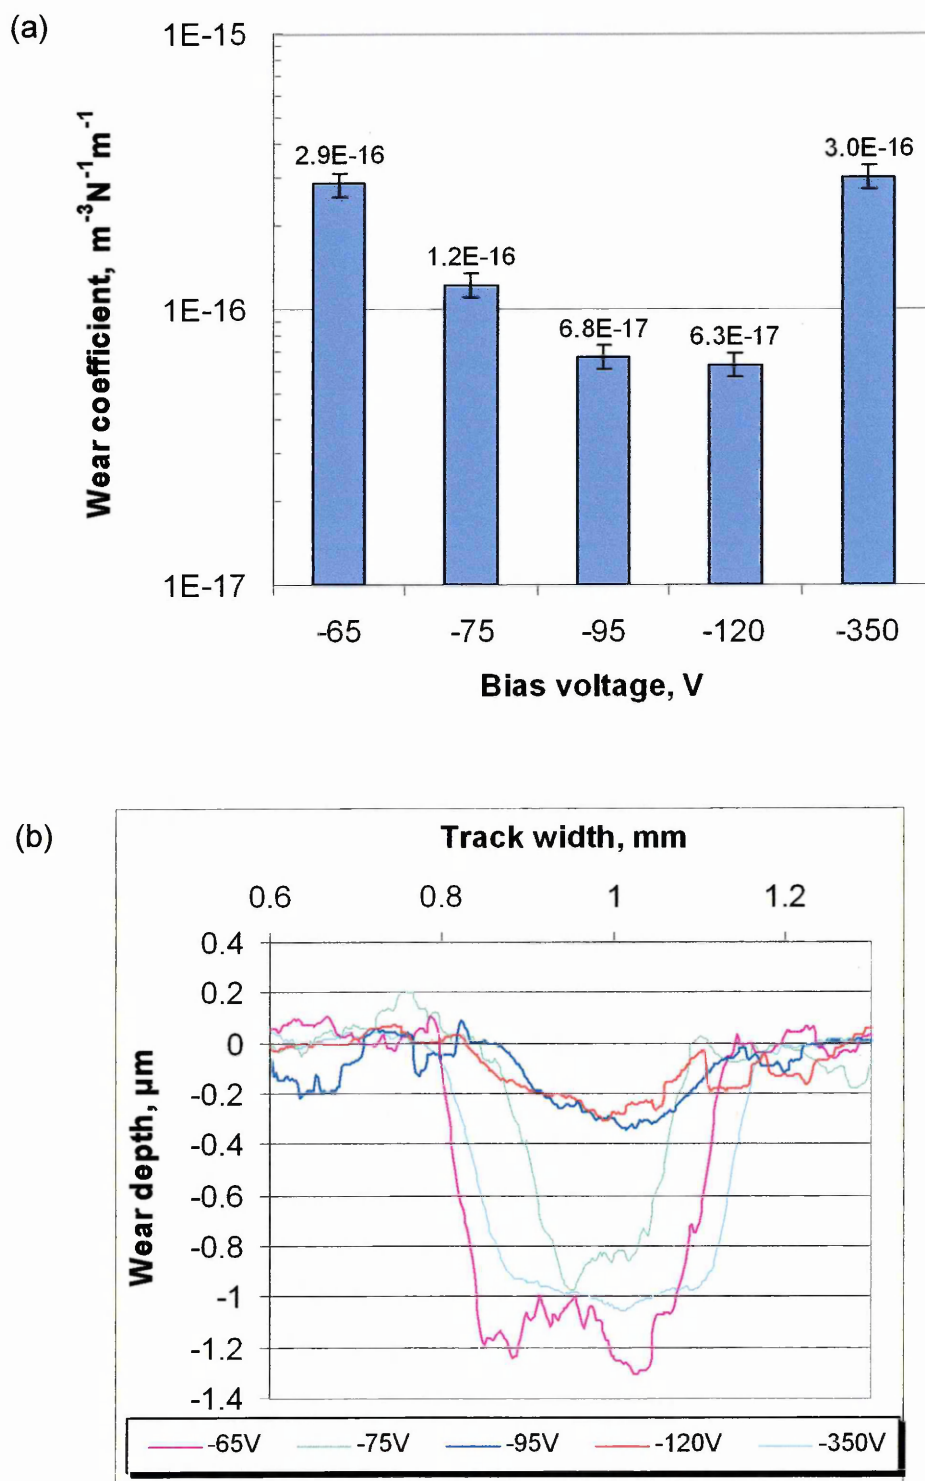 (a)
1E-15
1E-16
1E-17
Wear coefficient, m-3N-1m-1
2.9E-16
1.2E-16
6.8E-17
6.3E-17
3.0E-16
-65 -75 -95 -120 -350
Bias voltage, V
(b)
Track width, mm
0.6 0.8 1 1.2
0.4
0.2
0
-0.2
-0.4
-0.6
-0.8
-1
-1.2
-1.4
Wear depth, µm
-65V -75V -95V -120V -350V